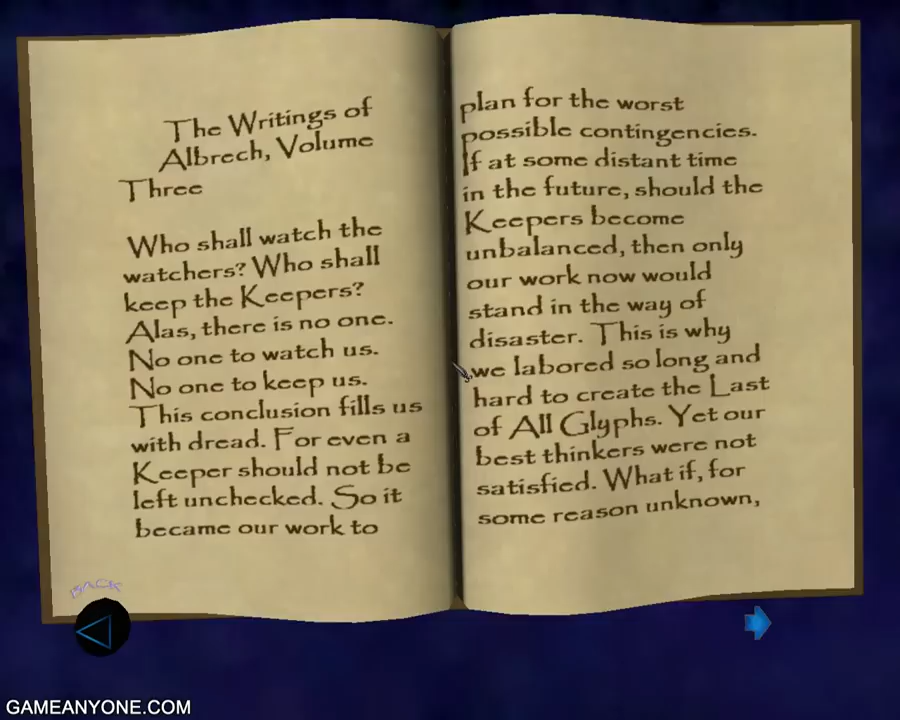 The Writings of
Albrech, Volume
Three
Who shall watch the
watchers? Who shall
keep the Keepers?
Alas, there is no one.
No one to watch us.
No one to keep us.
This conclusion fills us
with dread. For even a
Keeper should not be
left unchecked. So it
became our work to
plan for the worst
possible contingencies.
If at some distant time
in the future, should the
Keepers become
unbalanced, then only
our work now would
stand in the way of
disaster. This is why
we labored so long and
hard to create the Last
of All Glyphs. Yet our
best thinkers were not
satisfied. What if, for
some reason unknown,
BACK
GAMEANYONE.COM